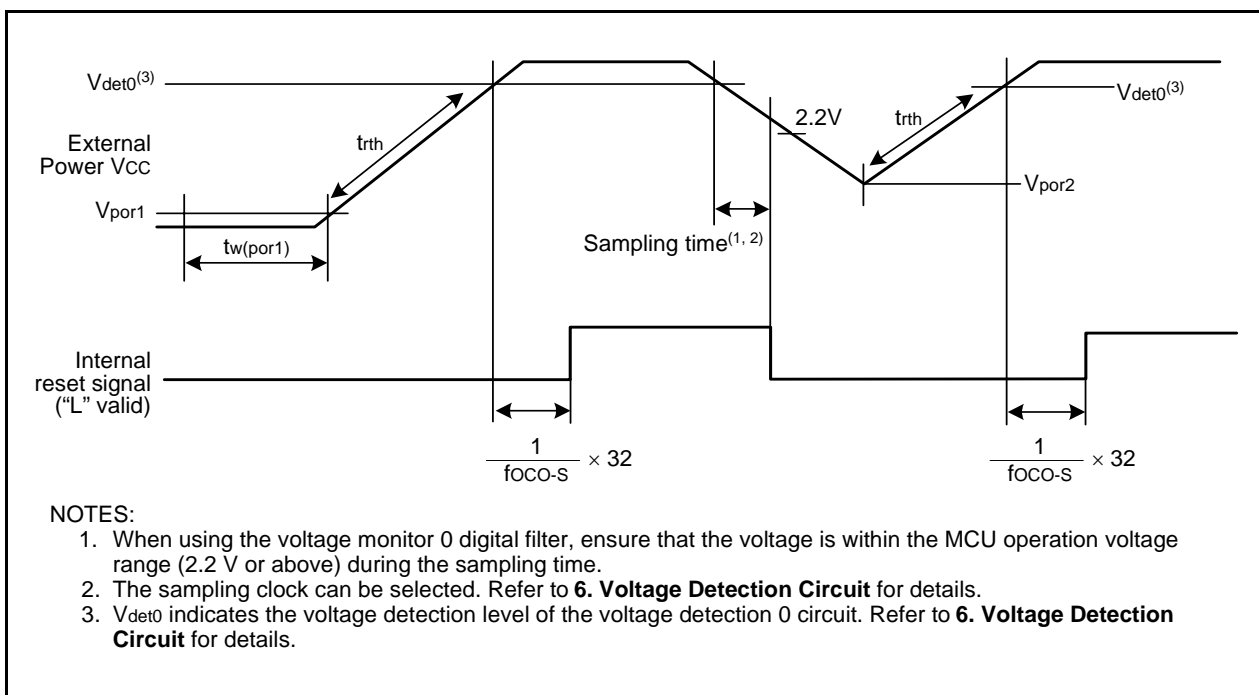 Vdet0(3)
External
Power VCC
Vpor1
tw(por1)
trth
Sampling time(1, 2)
2.2V
trth
Vdet0(3)
Vpor2
Internal
reset signal
(“L” valid)
1
fOCO-S
× 32
1
fOCO-S
× 32
NOTES:
1. When using the voltage monitor 0 digital filter, ensure that the voltage is within the MCU operation voltage
range (2.2 V or above) during the sampling time.
2. The sampling clock can be selected. Refer to 6. Voltage Detection Circuit for details.
3. Vdet0 indicates the voltage detection level of the voltage detection 0 circuit. Refer to 6. Voltage Detection
Circuit for details.